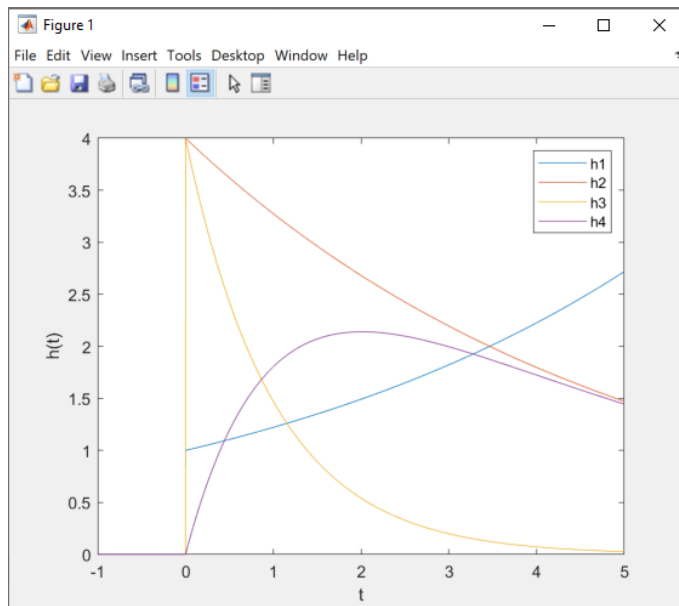 Figure 1
File Edit View Insert Tools Desktop Window Help
4
3.5
3
2.5
2
1.5
1
0.5
0
h(t)
h1
h2
h3
h4
-1 0 1 2 3 4 5
t